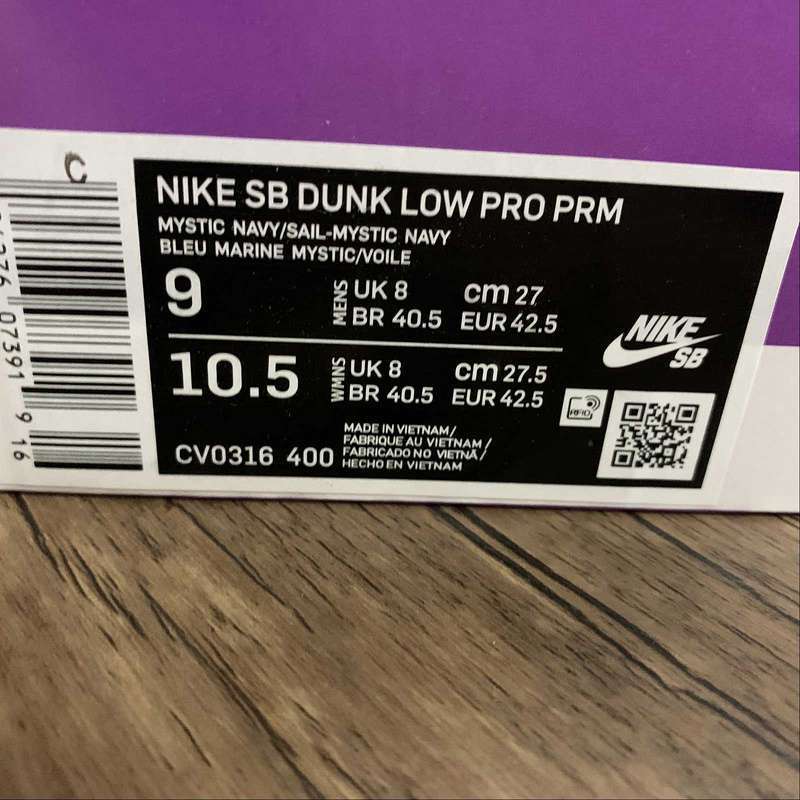 C
NIKE SB DUNK LOW PRO PRM
MYSTIC NAVY/SAIL-MYSTIC NAVY
BLEU MARINE MYSTIC/VOILE
9
MENS
UK 8 cm 27
BR 40.5 EUR 42.5
10.5
WMNS
UK 8 cm 27.5
BR 40.5 EUR 42.5
NIKE
SB
RFID
CV0316 400
MADE IN VIETNAM/
FABRIQUE AU VIETNAM/
FABRICADO NO VIETNÃ/
HECHO EN VIETNAM
07391 9 16